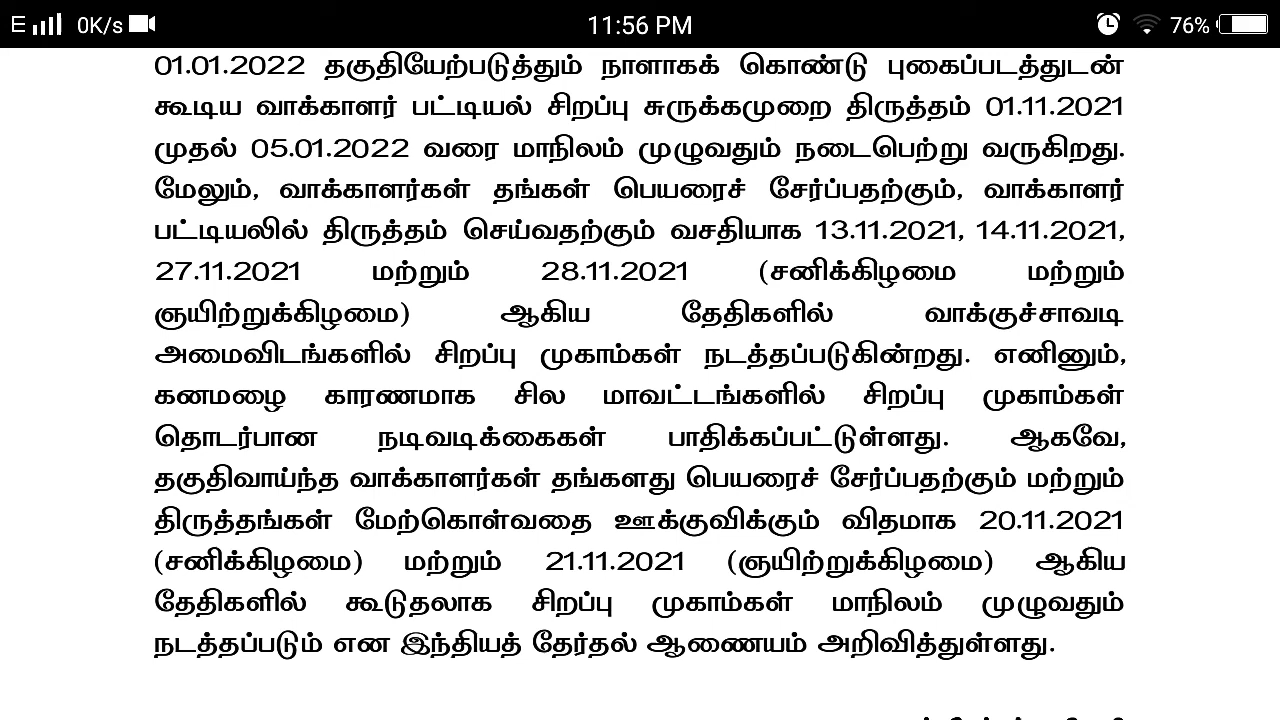 E 0K/s 11:56 PM 76%
01.01.2022 தகுதியேற்படுத்தும் நாளாகக் கொண்டு புகைப்படத்துடன்
கூடிய வாக்காளர் பட்டியல் சிறப்பு சுருக்கமுறை திருத்தம் 01.11.2021
முதல் 05.01.2022 வரை மாநிலம் முழுவதும் நடைபெற்று வருகிறது.
மேலும், வாக்காளர்கள் தங்கள் பெயரைச் சேர்ப்பதற்கும், வாக்காளர்
பட்டியலில் திருத்தம் செய்வதற்கும் வசதியாக 13.11.2021, 14.11.2021,
27.11.2021 மற்றும் 28.11.2021 (சனிக்கிழமை மற்றும்
ஞயிற்றுக்கிழமை) ஆகிய தேதிகளில் வாக்குச்சாவடி
அமைவிடங்களில் சிறப்பு முகாம்கள் நடத்தப்படுகின்றது. எனினும்,
கனமழை காரணமாக சில மாவட்டங்களில் சிறப்பு முகாம்கள்
தொடர்பான நடிவடிக்கைகள் பாதிக்கப்பட்டுள்ளது. ஆகவே,
தகுதிவாய்ந்த வாக்காளர்கள் தங்களது பெயரைச் சேர்ப்பதற்கும் மற்றும்
திருத்தங்கள் மேற்கொள்வதை ஊக்குவிக்கும் விதமாக 20.11.2021
(சனிக்கிழமை) மற்றும் 21.11.2021 (ஞயிற்றுக்கிழமை) ஆகிய
தேதிகளில் கூடுதலாக சிறப்பு முகாம்கள் மாநிலம் முழுவதும்
நடத்தப்படும் என இந்தியத் தேர்தல் ஆணையம் அறிவித்துள்ளது.